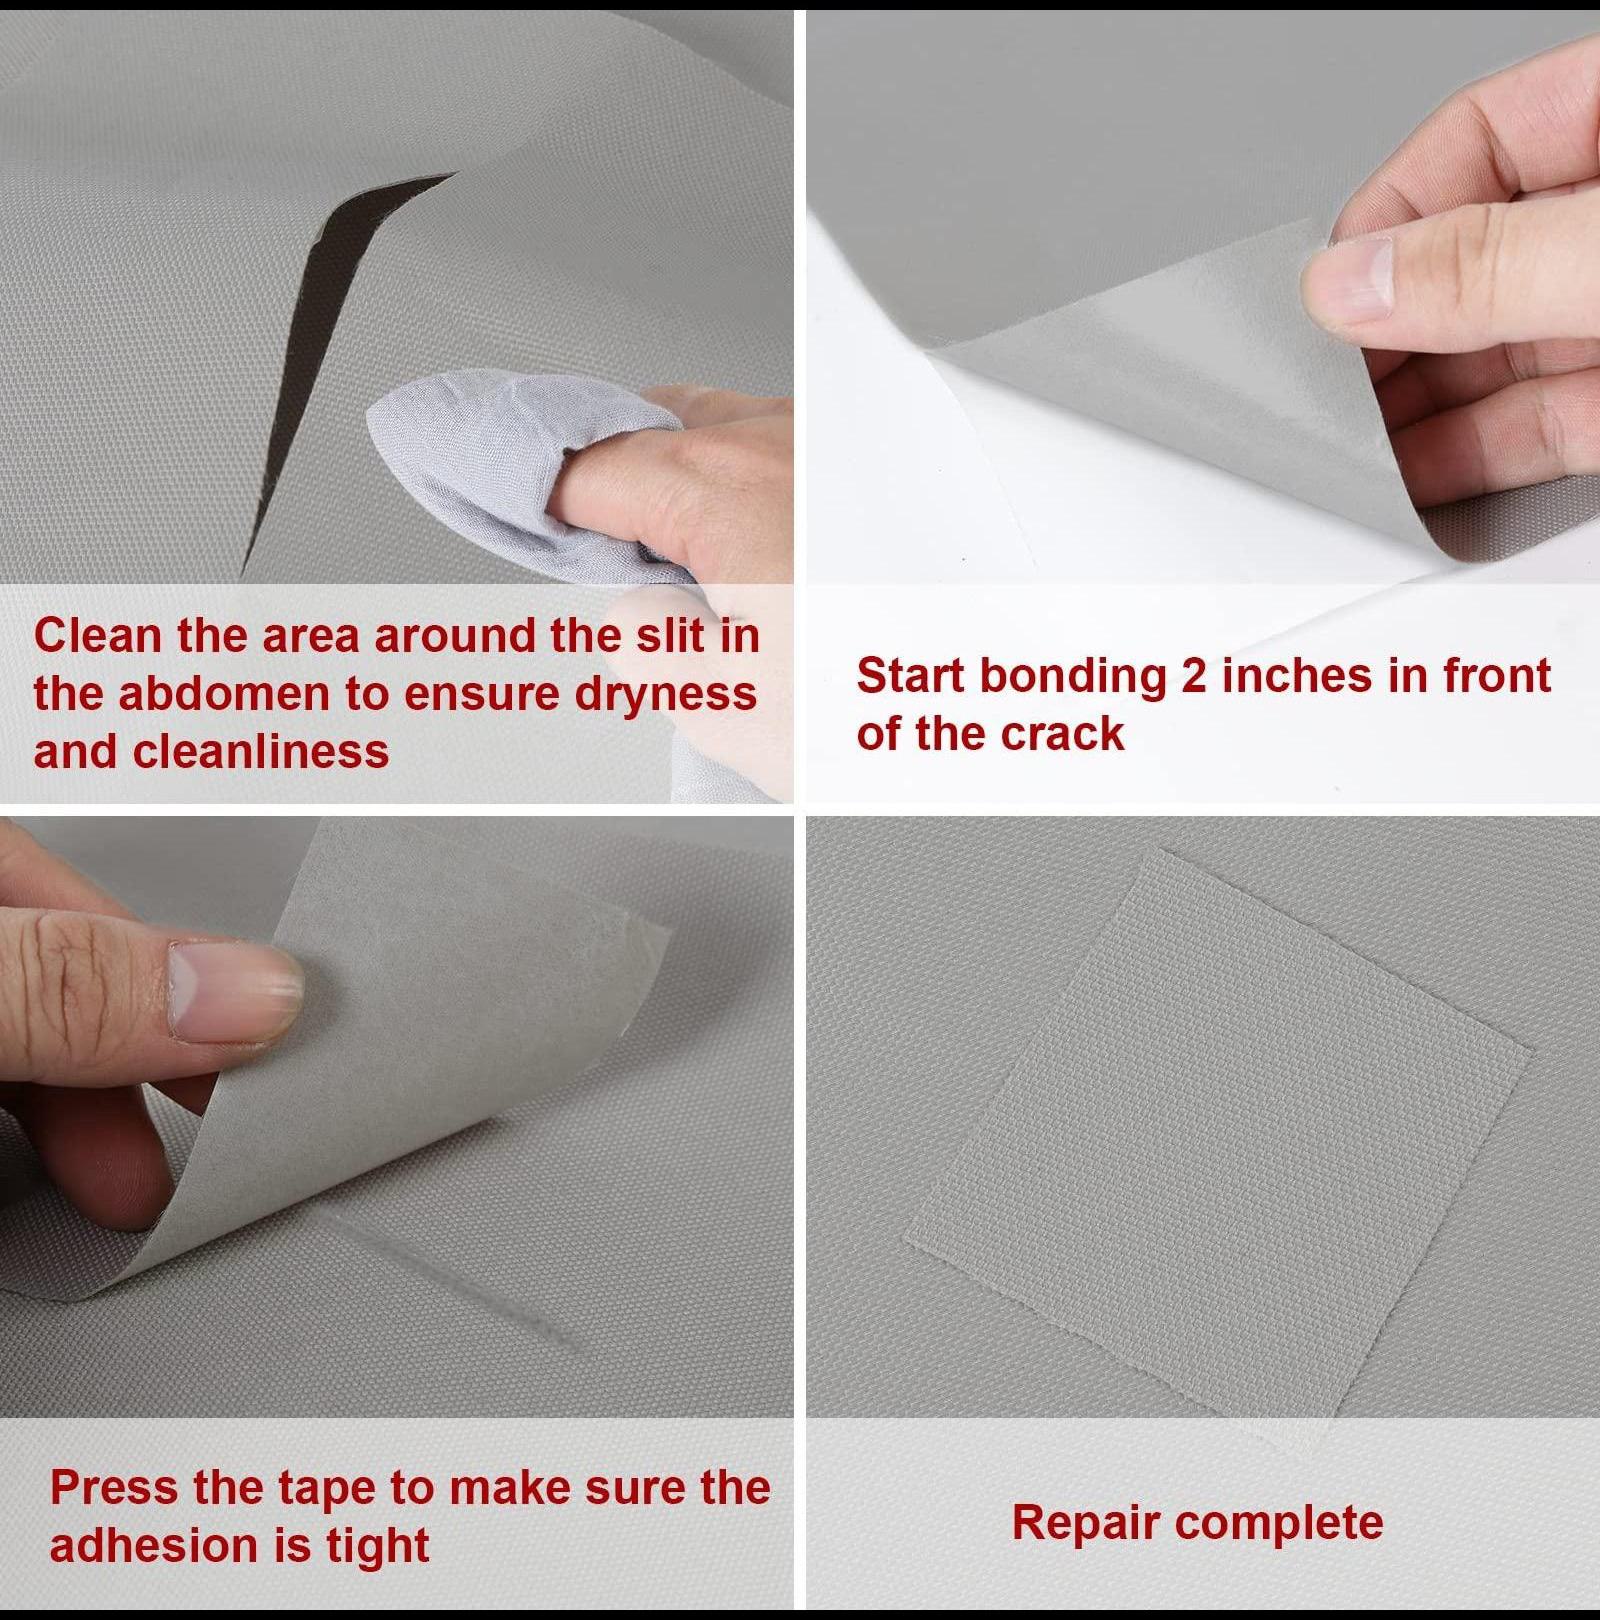 Clean the area around the slit in
the abdomen to ensure dryness
and cleanliness
Start bonding 2 inches in front
of the crack
Press the tape to make sure the
adhesion is tight
Repair complete